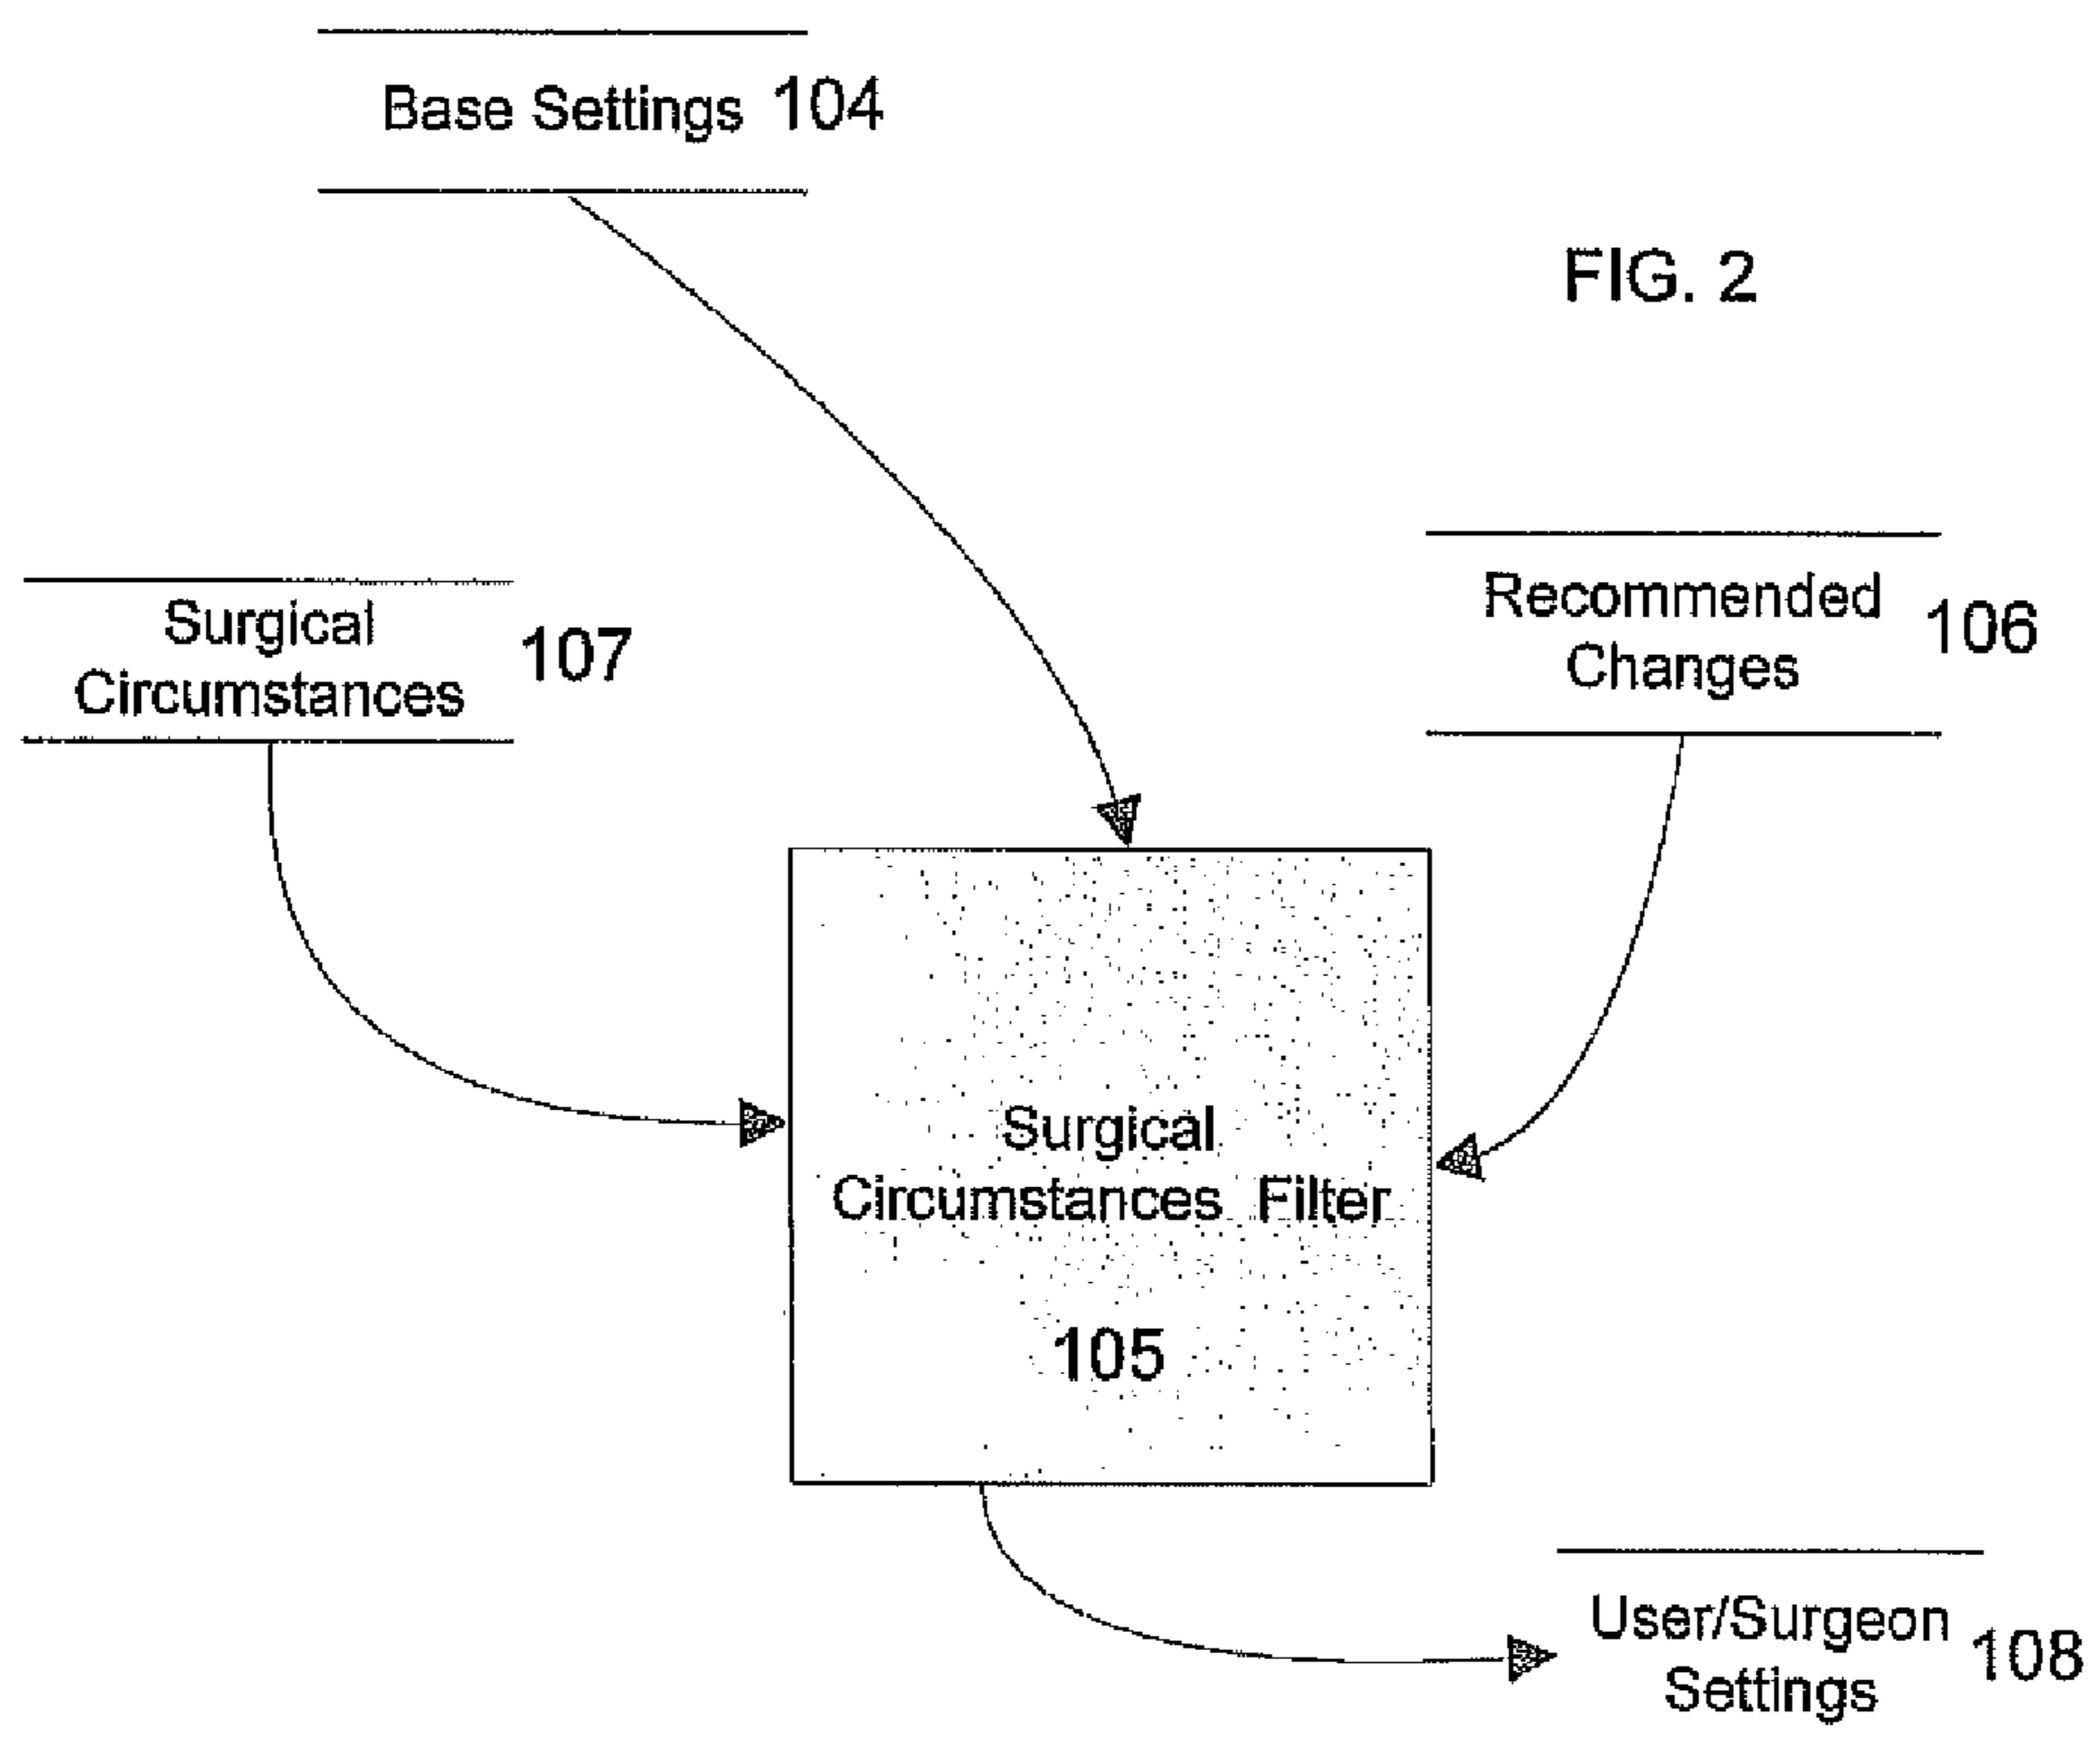 Base Settings 104
FIG. 2
Surgical
Circumstances
107
Recommended
Changes
106
Surgical
Circumstances Filter
105
User/Surgeon
Settings
108